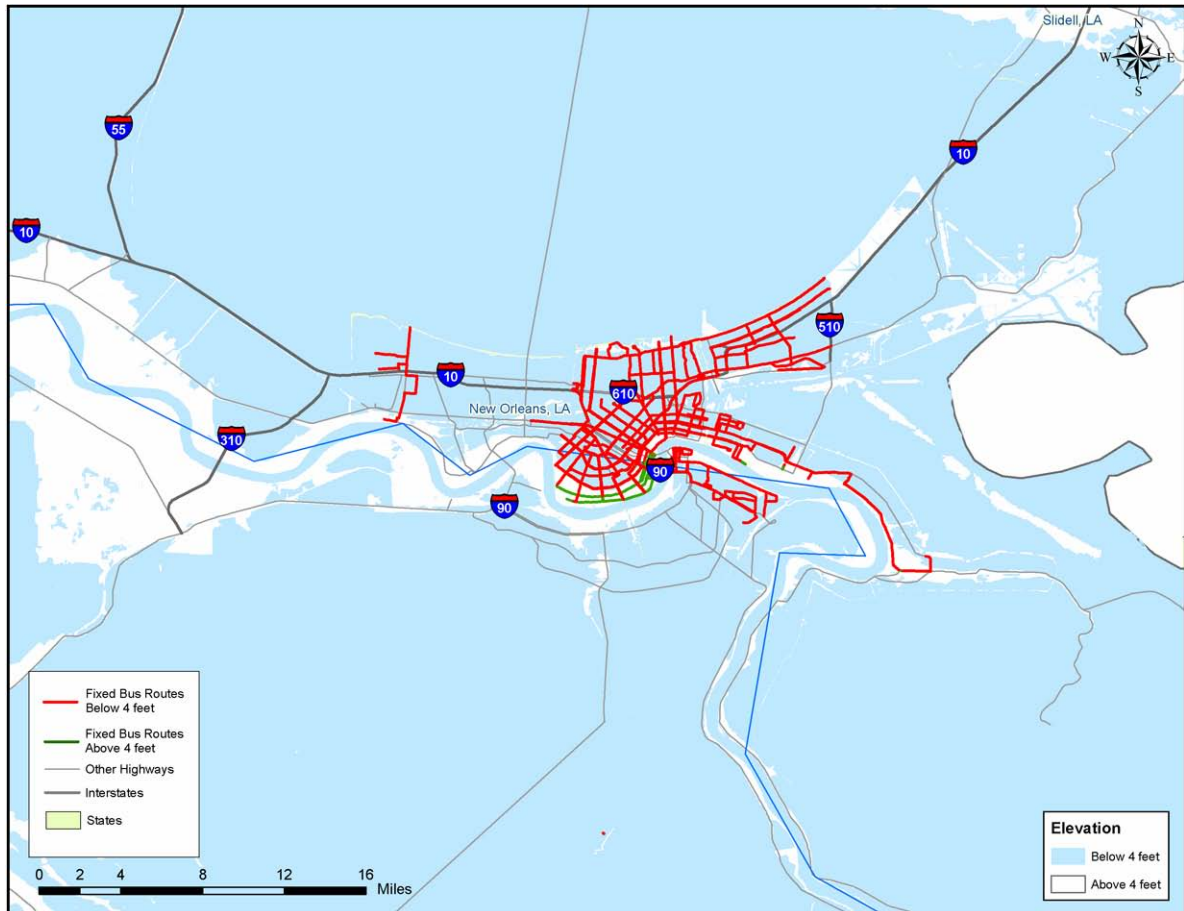 Slidell, LA
N
W
E
S
55
10
10
510
10
610
New Orleans, LA
310
90
90
Fixed Bus Routes
Below 4 feet
Fixed Bus Routes
Above 4 feet
Other Highways
Interstates
States
0 2 4 8 12 16
Miles
Elevation
Below 4 feet
Above 4 feet